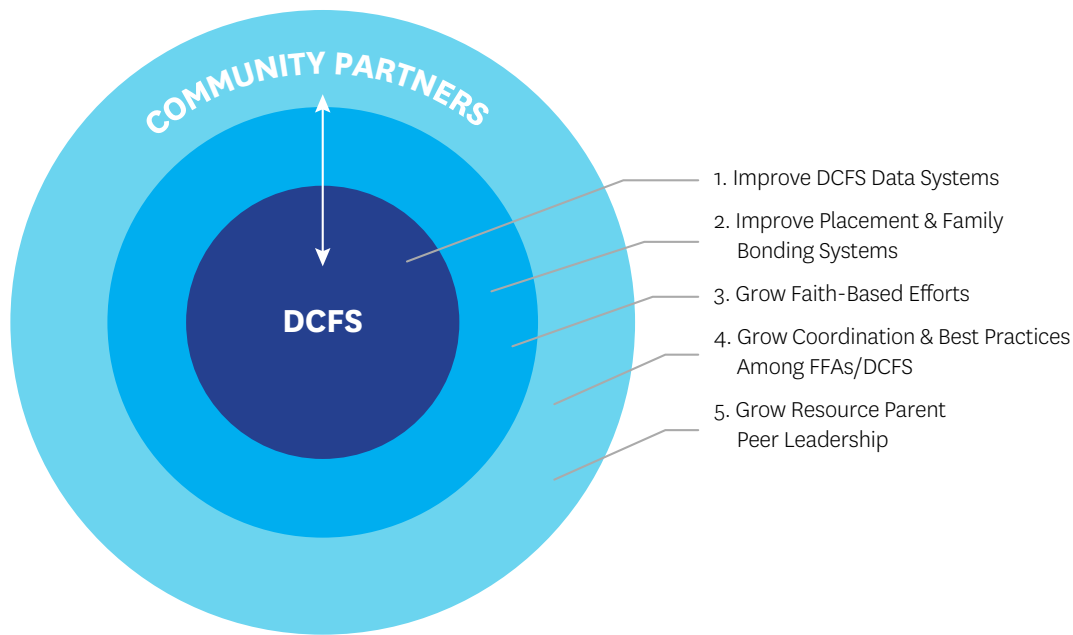 COMMUNITY PARTNERS
DCFS
1. Improve DCFS Data Systems
2. Improve Placement & Family
Bonding Systems
3. Grow Faith-Based Efforts
4. Grow Coordination & Best Practices
Among FFAs/DCFS
5. Grow Resource Parent
Peer Leadership